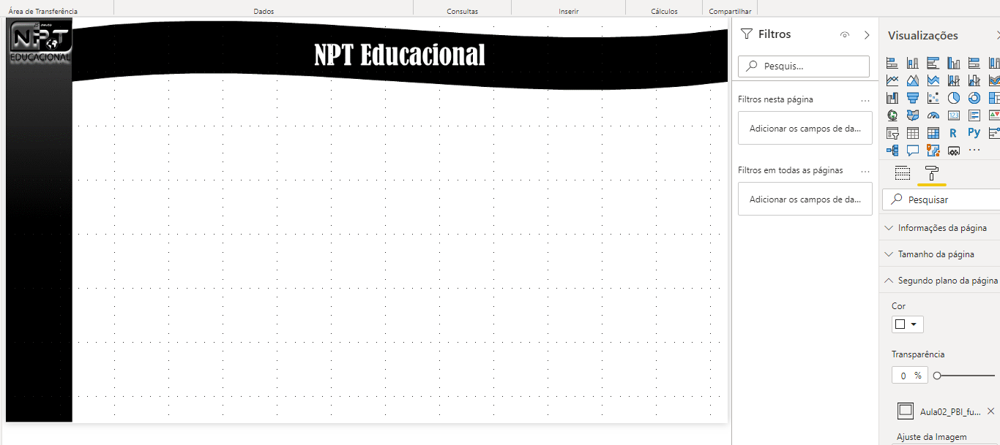 Área de Transferência
Dados
Consultas
Inserir
Cálculos
Compartilhar
NPT
EDUCACIONAL
NPT Educacional
Filtros
Pesquis...
Filtros nesta página
...
Adicionar os campos de da...
Filtros em todas as páginas
...
Adicionar os campos de da...
Visualizações
123
R
Py
...
Pesquisar
Informações da página
Tamanho da página
Segundo plano da página
Cor
Transparência
0 %
Aula02_PBI_fu...
Ajuste da Imagem